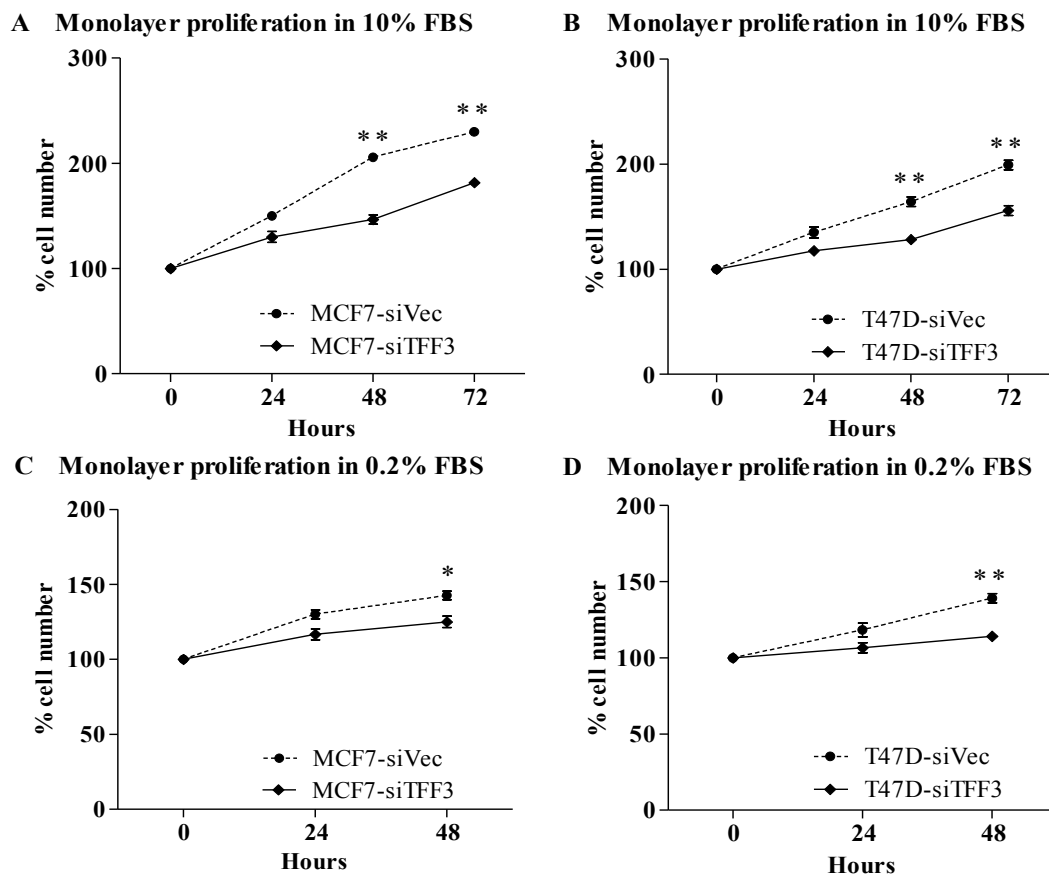 A Monolayer proliferation in 10% FBS
300
200
100
0
% cell number
**
**
MCF7-siVec
MCF7-siTFF3
0 24 48 72
Hours
B Monolayer proliferation in 10% FBS
300
200
100
0
% cell number
**
**
T47D-siVec
T47D-siTFF3
0 24 48 72
Hours
C Monolayer proliferation in 0.2% FBS
200
150
100
50
0
% cell number
*
MCF7-siVec
MCF7-siTFF3
0 24 48
Hours
D Monolayer proliferation in 0.2% FBS
200
150
100
50
0
% cell number
**
T47D-siVec
T47D-siTFF3
0 24 48
Hours